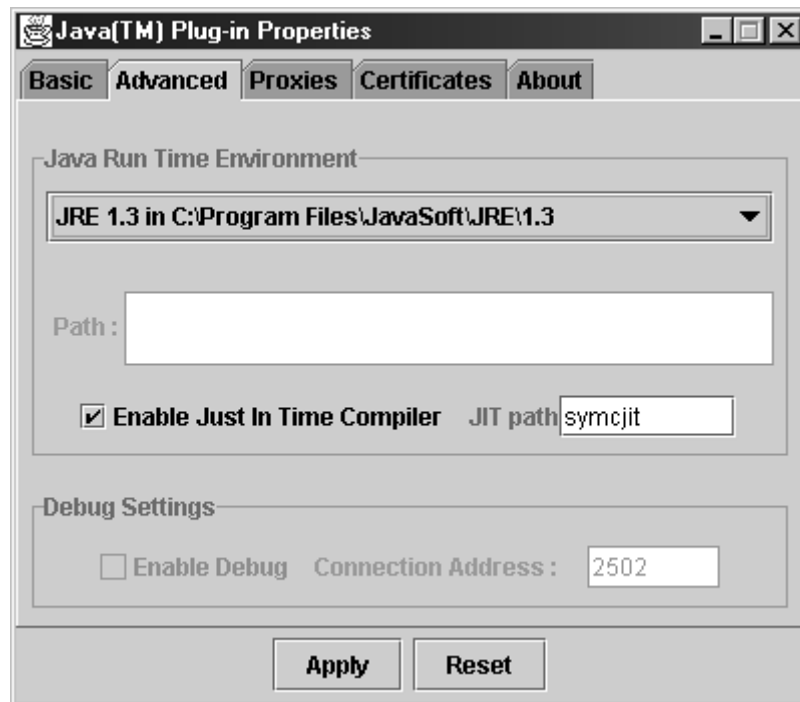 Java(TM) Plug-in Properties
Basic Advanced Proxies Certificates About
Java Run Time Environment
JRE 1.3 in C:\Program Files\JavaSoft\JRE\1.3
Path :
Enable Just In Time Compiler JIT path symcjit
Debug Settings
Enable Debug Connection Address : 2502
Apply Reset